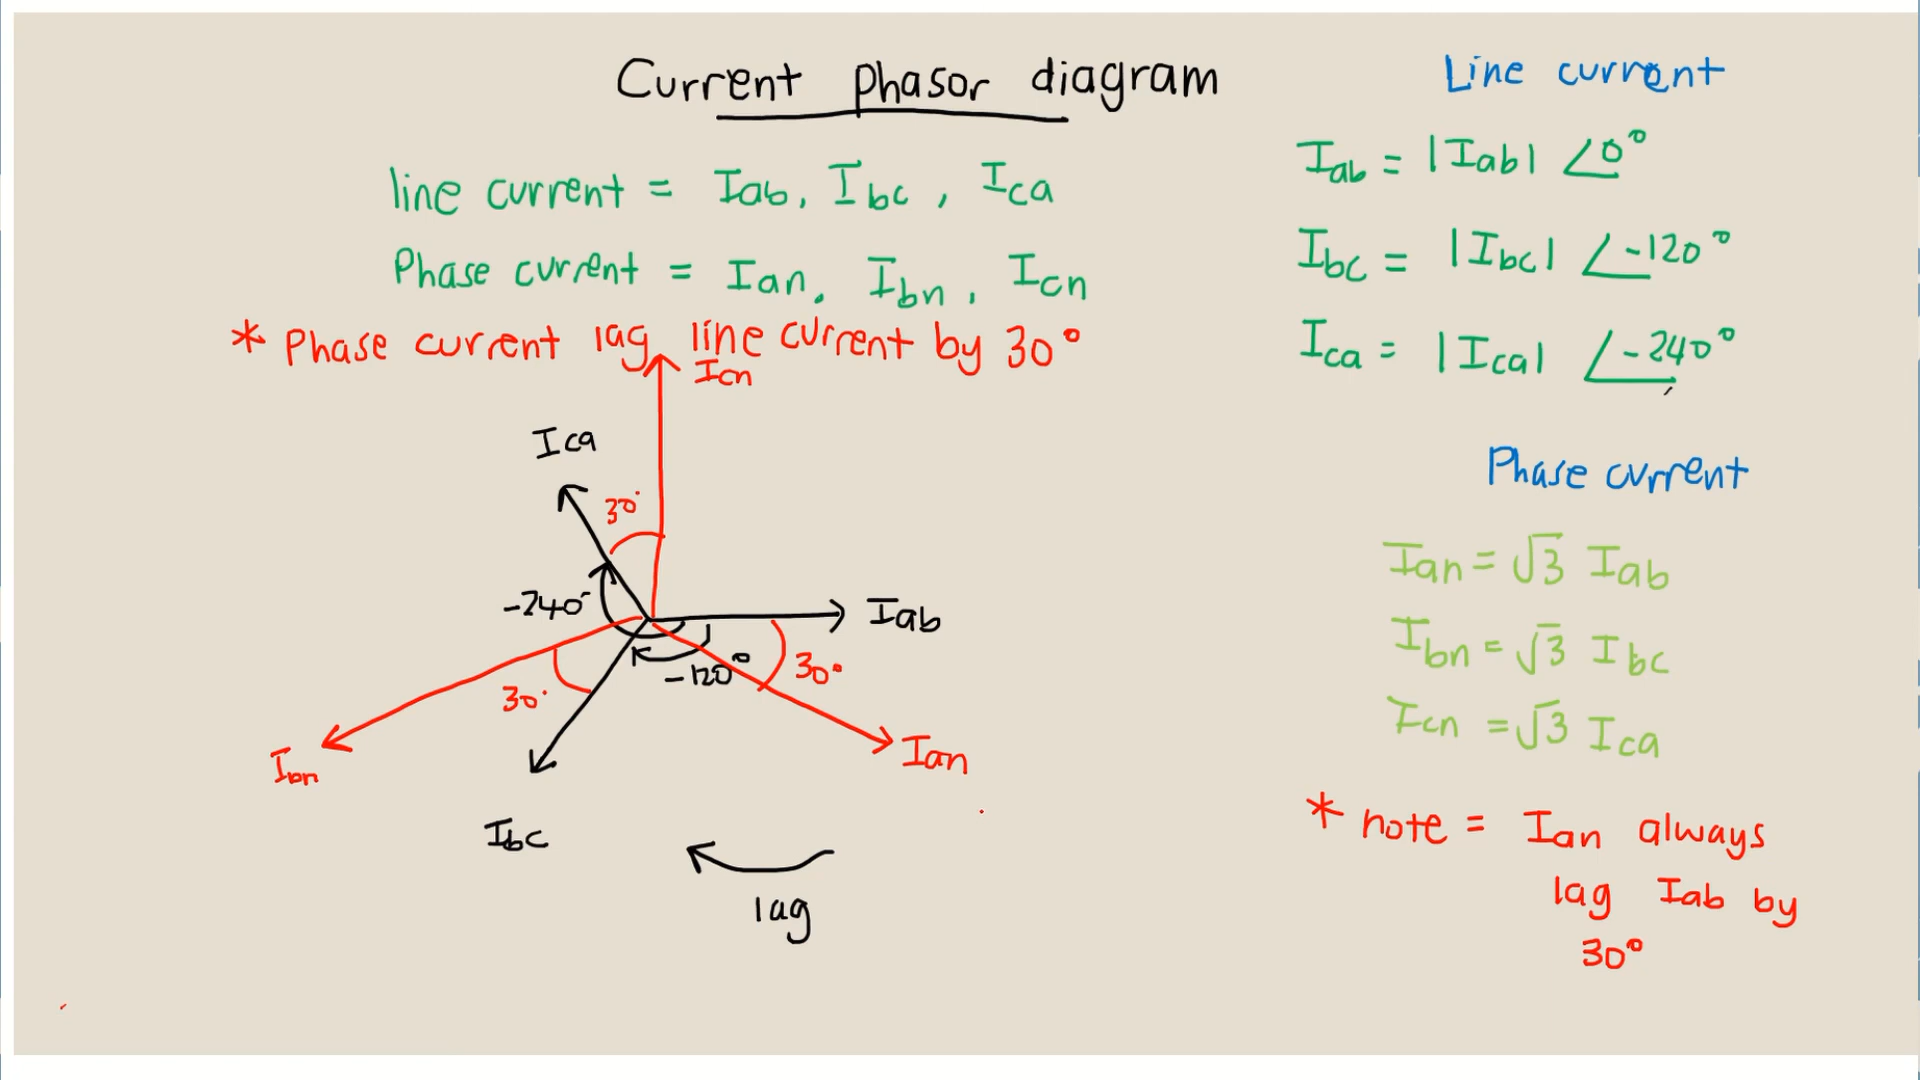 Current phasor diagram
line current = Iab, Ibc, Ica
Phase current = Ian, Ibn, Icn
* Phase current lag line current by 30°
Icn
Ica
30°
-240°
Iab
-120°
30°
30°
Ibn
Ian
Ibc
lag
Line current
Iab = |Iab| ∠0°
Ibc = |Ibc| ∠-120°
Ica = |Ica| ∠-240°
Phase current
Ian = √3 Iab
Ibn = √3 Ibc
Icn = √3 Ica
* note = Ian always
lag Iab by
30°